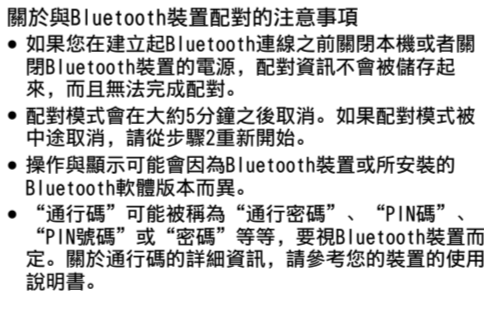 關於與Bluetooth裝置配對的注意事項
• 如果您在建立起Bluetooth連線之前關閉本機或者關
閉Bluetooth裝置的電源，配對資訊不會被儲存起
來，而且無法完成配對。
• 配對模式會在大約5分鐘之後取消。如果配對模式被
中途取消，請從步驟2重新開始。
• 操作與顯示可能會因為Bluetooth裝置或所安裝的
Bluetooth軟體版本而異。
• “通行碼”可能被稱為“通行密碼”、“PIN碼”、
“PIN號碼”或“密碼”等等，要視Bluetooth裝置而
定。關於通行碼的詳細資訊，請參考您的裝置的使用
說明書。